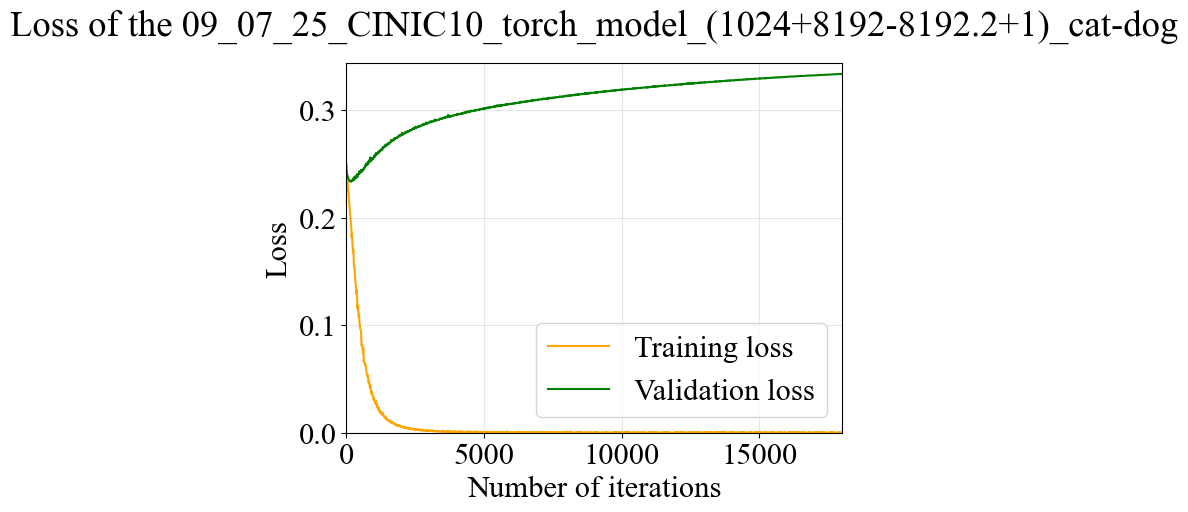 Loss of the 09_07_25_CINIC10_torch_model_(1024+8192-8192.2+1)_cat-dog
Loss
0.3
0.2
0.1
0.0
Training loss
Validation loss
0 5000 10000 15000
Number of iterations